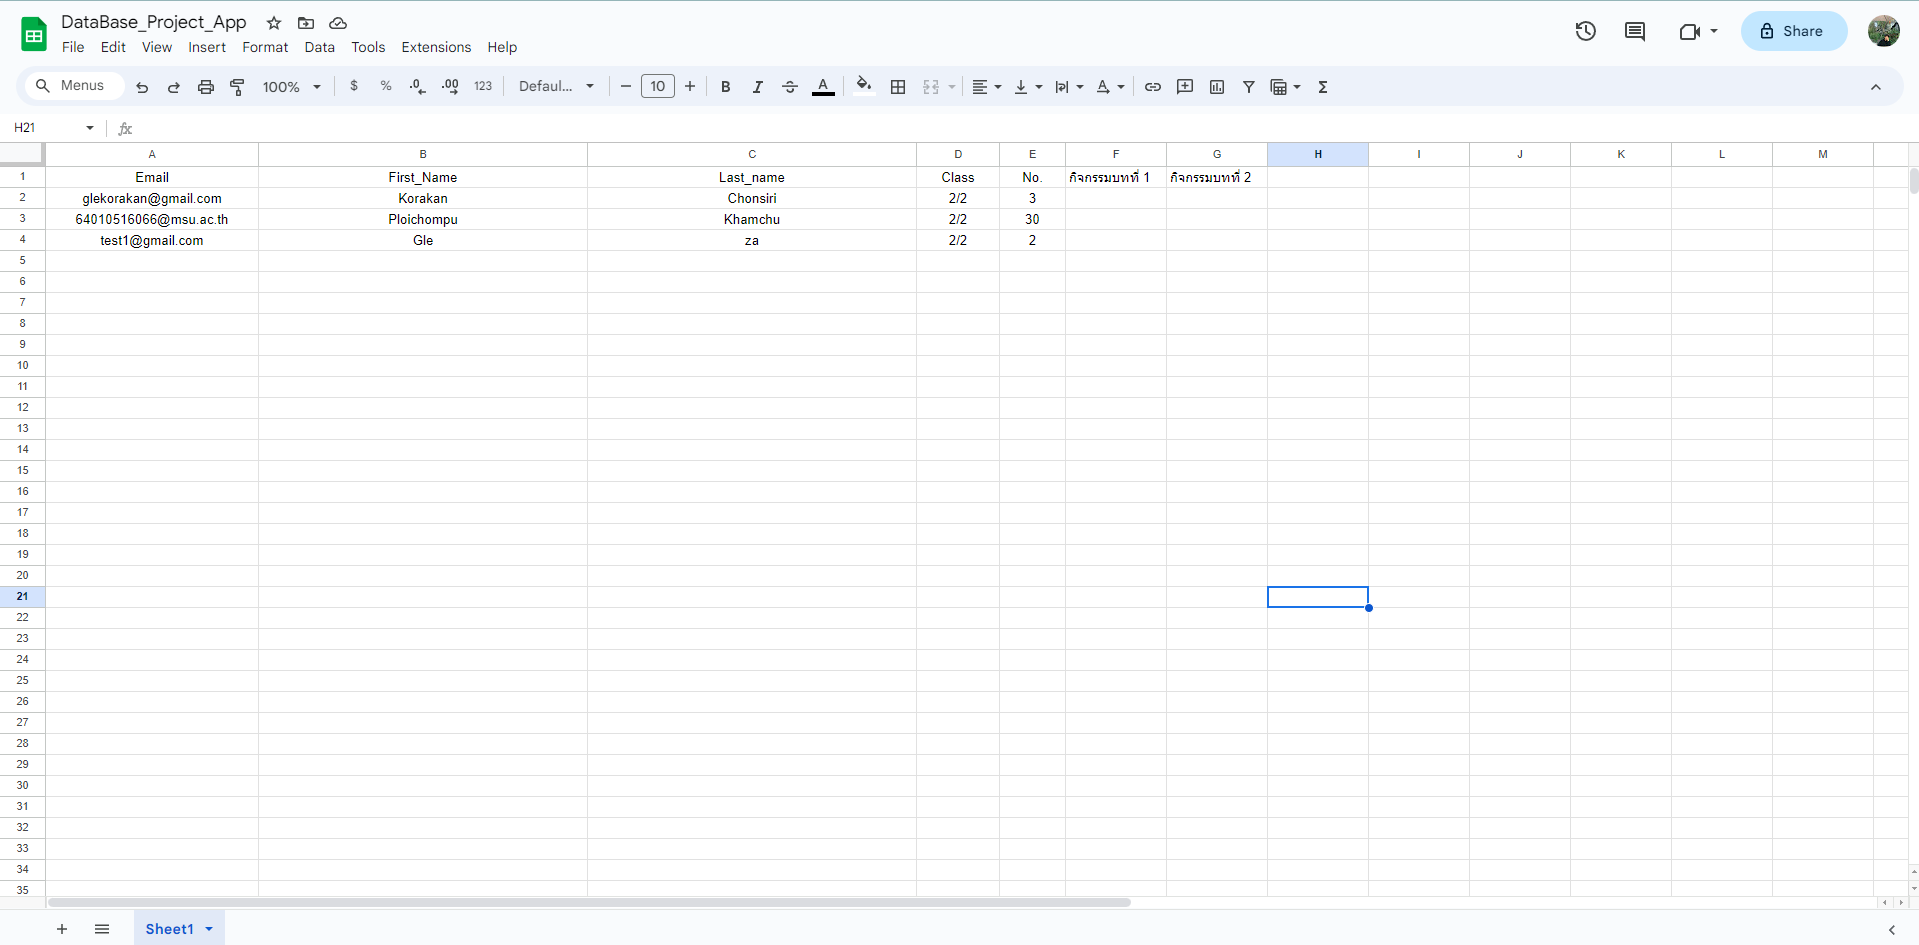 DataBase_Project_App
File Edit View Insert Format Data Tools Extensions Help
Share
Menus 100% $ % .0 .00 123 Defaul... 10 B I A A Σ
H21 fx
A B C D E F G H I J K L M
1 Email First_Name Last_name Class No. กิจกรรมบทที่ 1 กิจกรรมบทที่ 2
2 glekorakan@gmail.com Korakan Chonsiri 2/2 3
3 64010516066@msu.ac.th Ploichompu Khamchu 2/2 30
4 test1@gmail.com Gle za 2/2 2
5
6
7
8
9
10
11
12
13
14
15
16
17
18
19
20
21
22
23
24
25
26
27
28
29
30
31
32
33
34
35
Sheet1